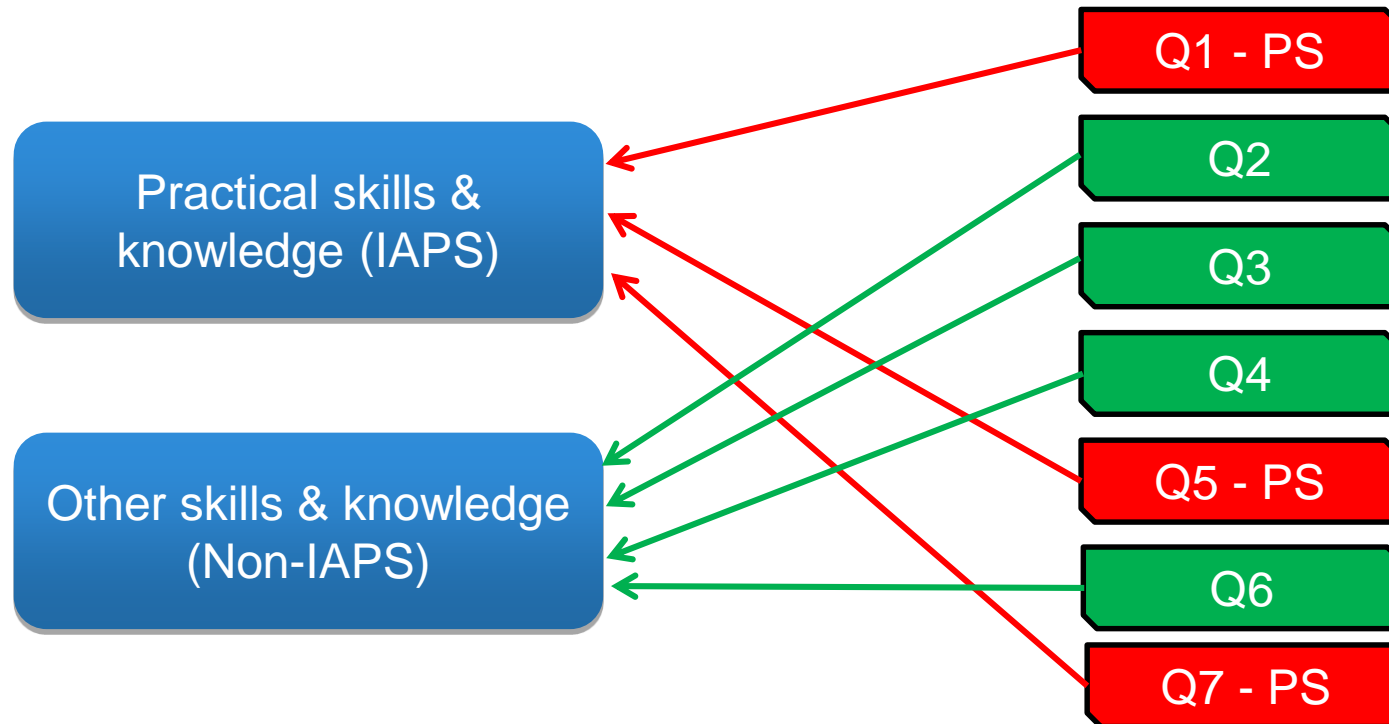 Practical skills &
knowledge (IAPS)
Other skills & knowledge
(Non-IAPS)
Q1 - PS
Q2
Q3
Q4
Q5 - PS
Q6
Q7 - PS